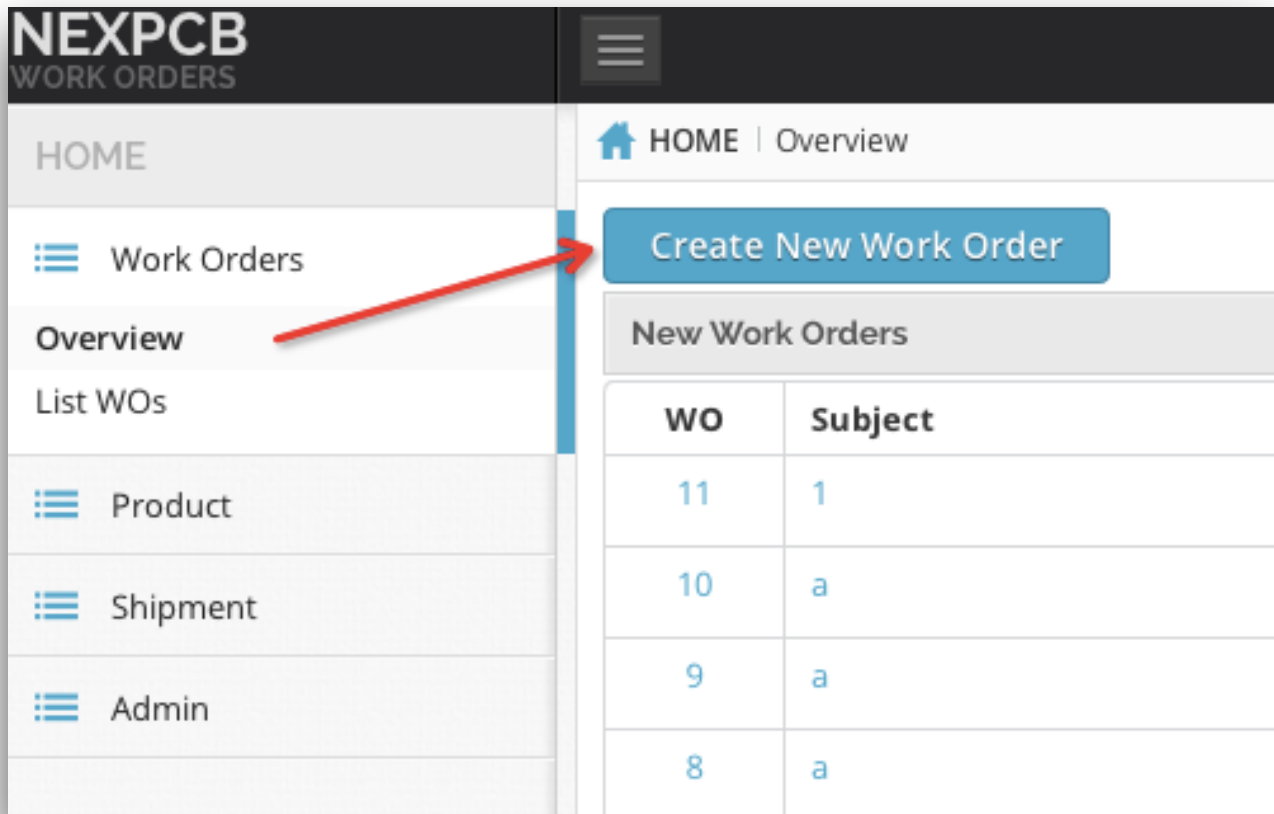 NEXPCB
WORK ORDERS
HOME
Work Orders
Overview
List WOs
Product
Shipment
Admin
HOME | Overview
Create New Work Order
New Work Orders
WO Subject
11 1
10 a
9 a
8 a